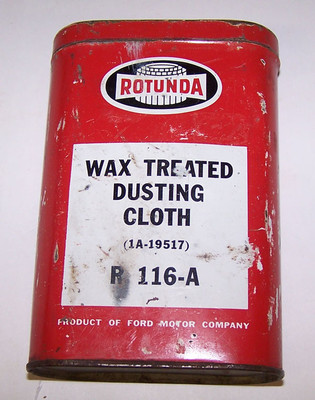 ROTUNDA
WAX TREATED
DUSTING
CLOTH
(1A-19517)
R 116-A
PRODUCT OF FORD MOTOR COMPANY